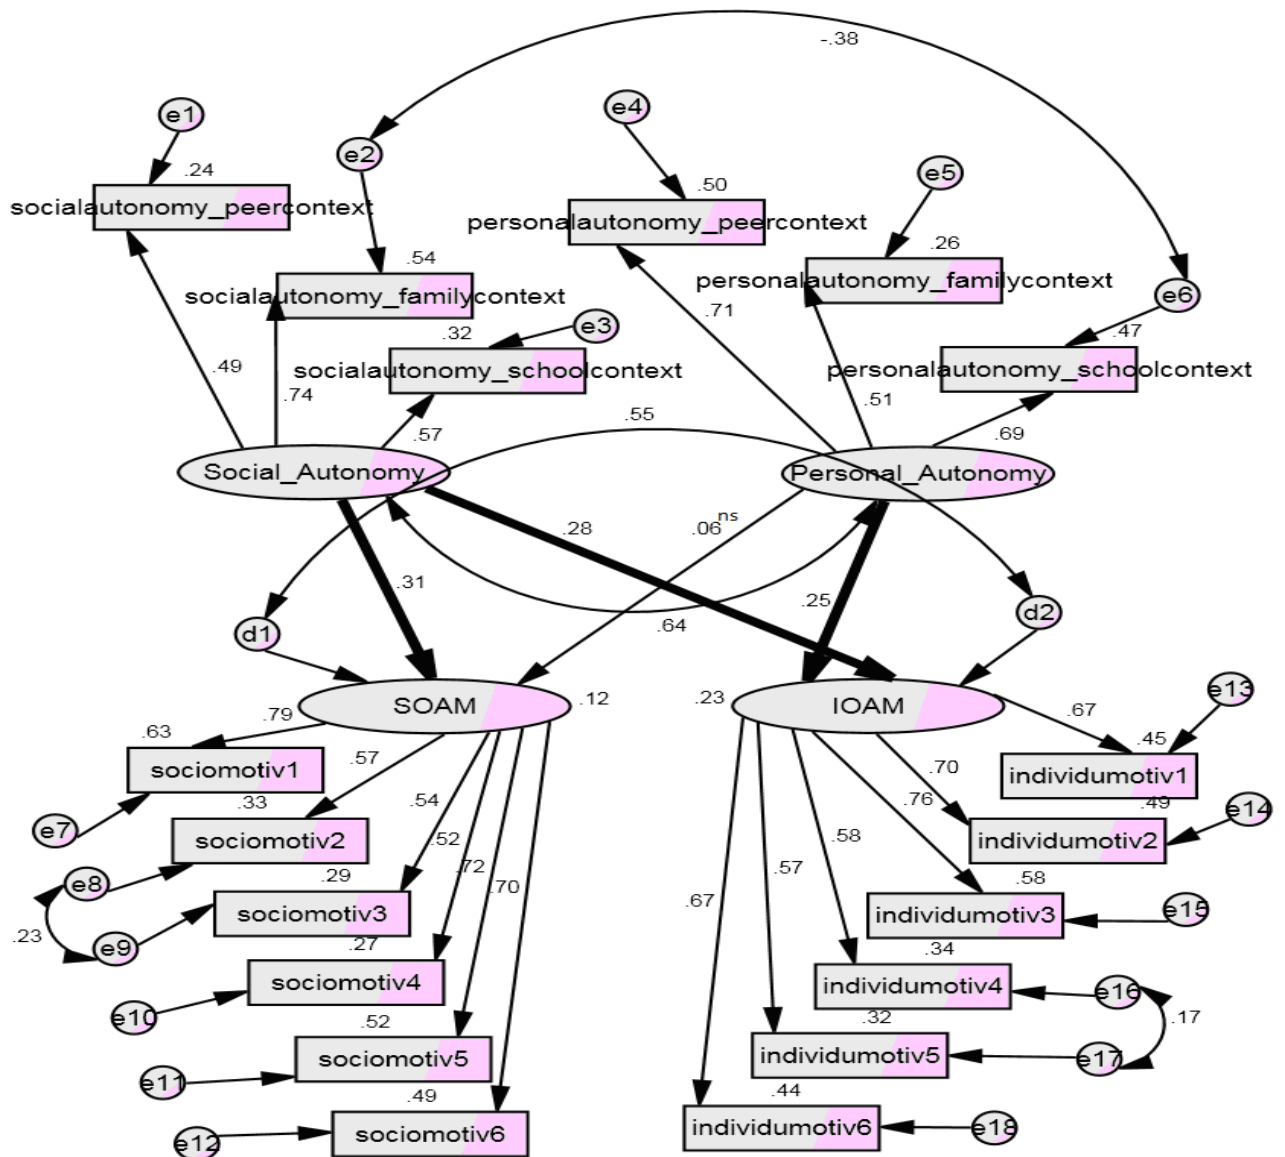 -.38
e1
e4
e2
e5
.24
.50
socialautonomy_peercontext
personalautonomy_peercontext
.54
.26
socialautonomy_familycontext
personalautonomy_familycontext
e6
.71
e3
.32
.47
socialautonomy_schoolcontext
personalautonomy_schoolcontext
.49
.74
.51
.55
.57
.69
Social_Autonomy
Personal_Autonomy
.28
.06 ns
.31
.25
.64
d1
d2
SOAM
.12
.23
IOAM
e13
.79
.67
.63
.45
sociomotiv1
.57
.70
individumotiv1
.33
.54
.76
.49
e14
e7
sociomotiv2
.52
.58
individumotiv2
.72
.57
.29
.70
.67
.58
e8
sociomotiv3
individumotiv3
e15
.23
e9
.27
.34
sociomotiv4
individumotiv4
e16
e10
.52
.32
.17
sociomotiv5
individumotiv5
e17
e11
.49
.44
sociomotiv6
individumotiv6
e18
e12